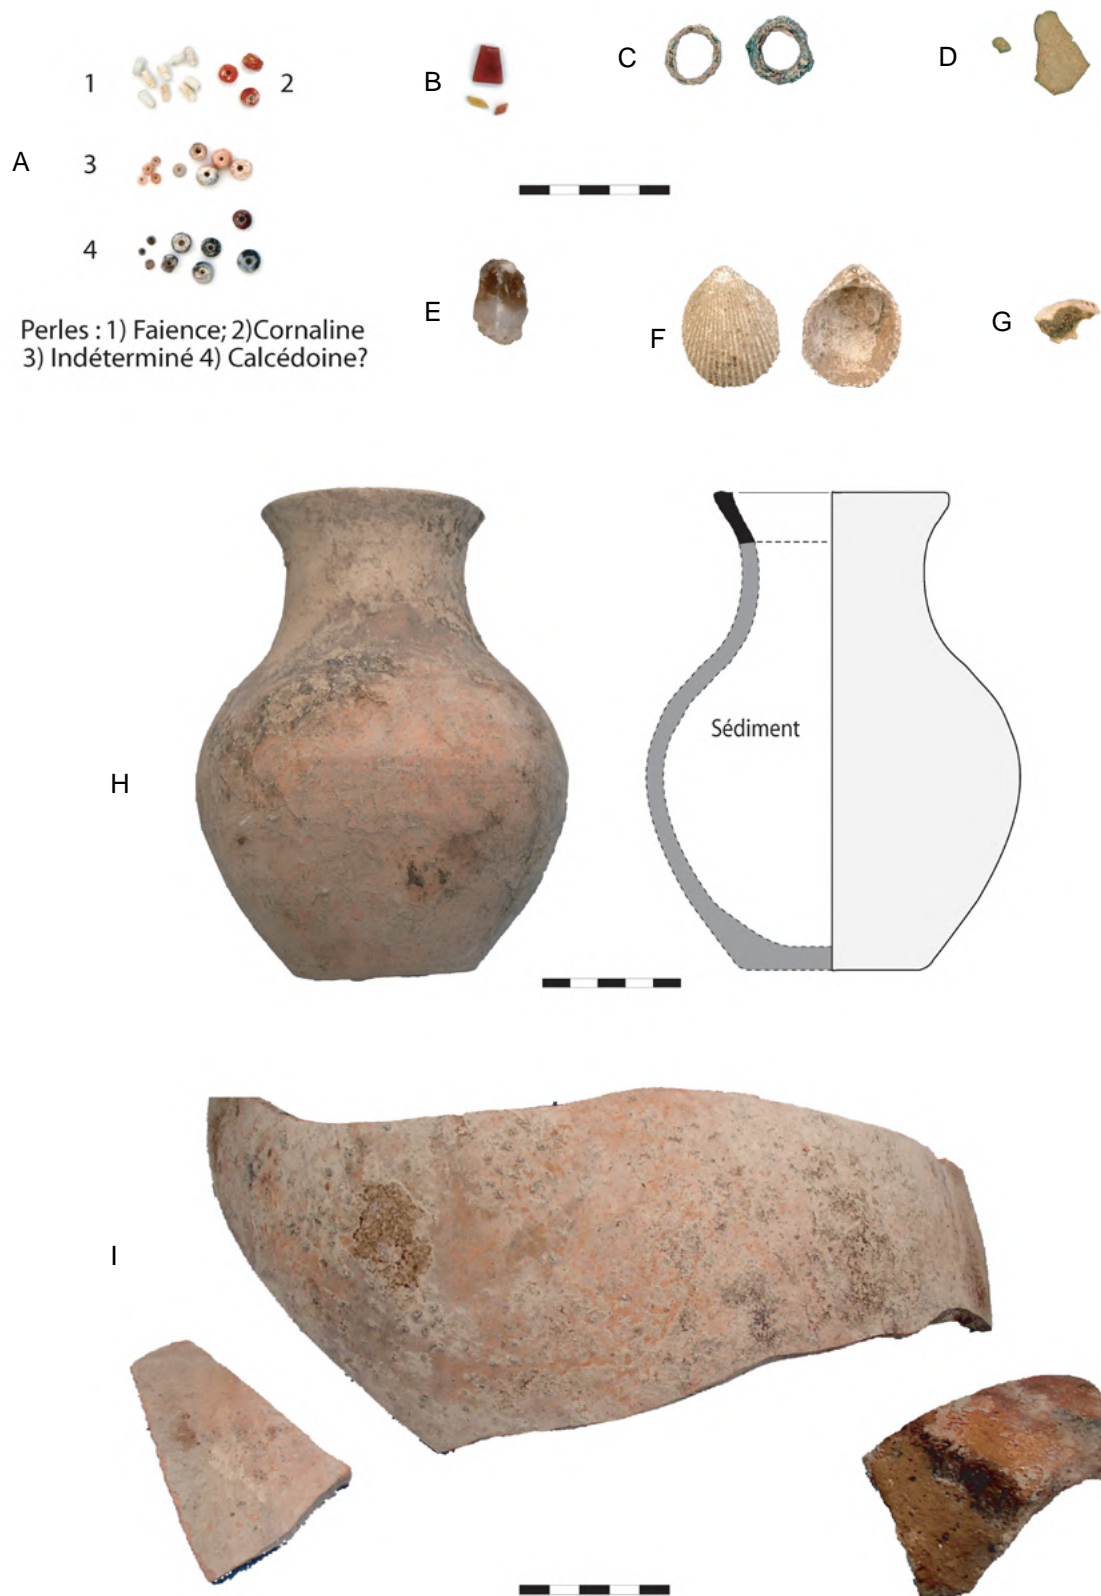 1
2
A
3
4
Perles : 1) Faience; 2)Cornaline
3) Indéterminé 4) Calcédoine?
B
C
D
E
F
G
H
Sédiment
I